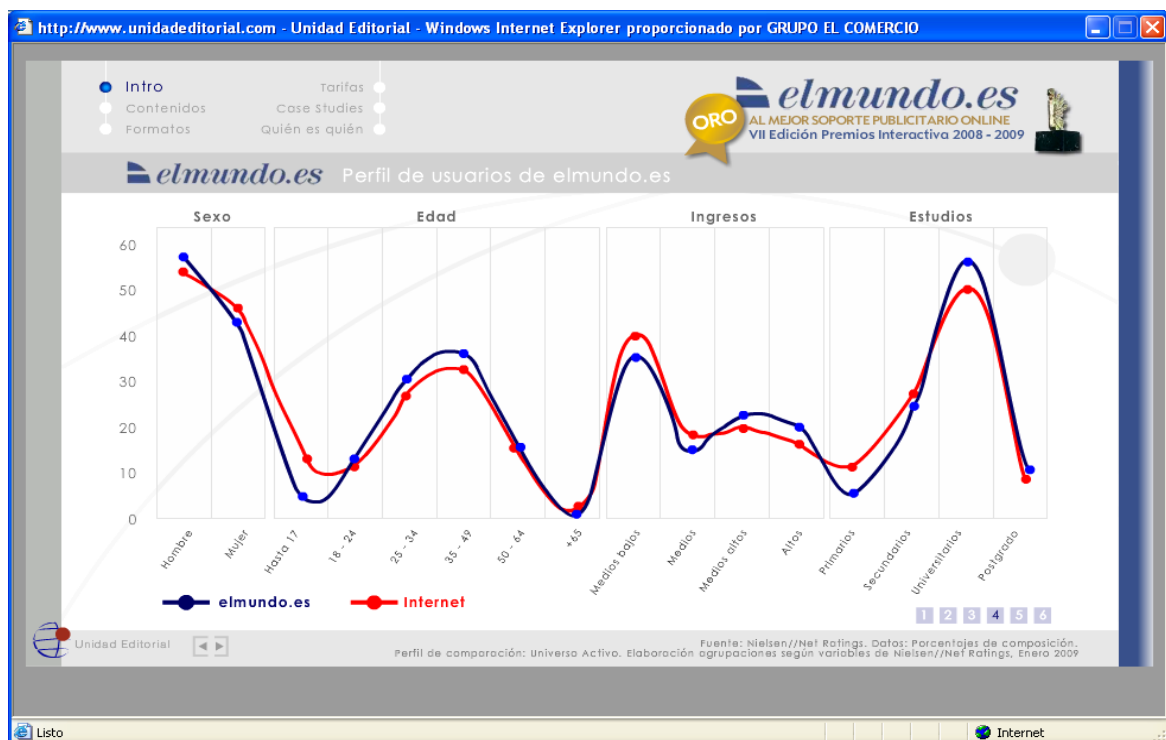 http://www.unidadeditorial.com - Unidad Editorial - Windows Internet Explorer proporcionado por GRUPO EL COMERCIO
Intro
Contenidos
Formatos
Tarifas
Case Studies
Quién es quién
ORO
elmundo.es
AL MEJOR SOPORTE PUBLICITARIO ONLINE
VII Edición Premios Interactiva 2008 - 2009
elmundo.es Perfil de usuarios de elmundo.es
Sexo Edad Ingresos Estudios
60
50
40
30
20
10
0
Hombre
Mujer
Hasta 17
18 - 24
25 - 34
35 - 49
50 - 64
+65
Medios bajos
Medios
Medios altos
Altos
Primarios
Secundarios
Universitarios
Postgrado
elmundo.es Internet
1 2 3 4 5 6
Unidad Editorial
Fuente: Nielsen//Net Ratings. Datos: Porcentajes de composición.
Perfil de comparación: Universo Activo. Elaboración agrupaciones según variables de Nielsen//Net Ratings, Enero 2009
Listo Internet